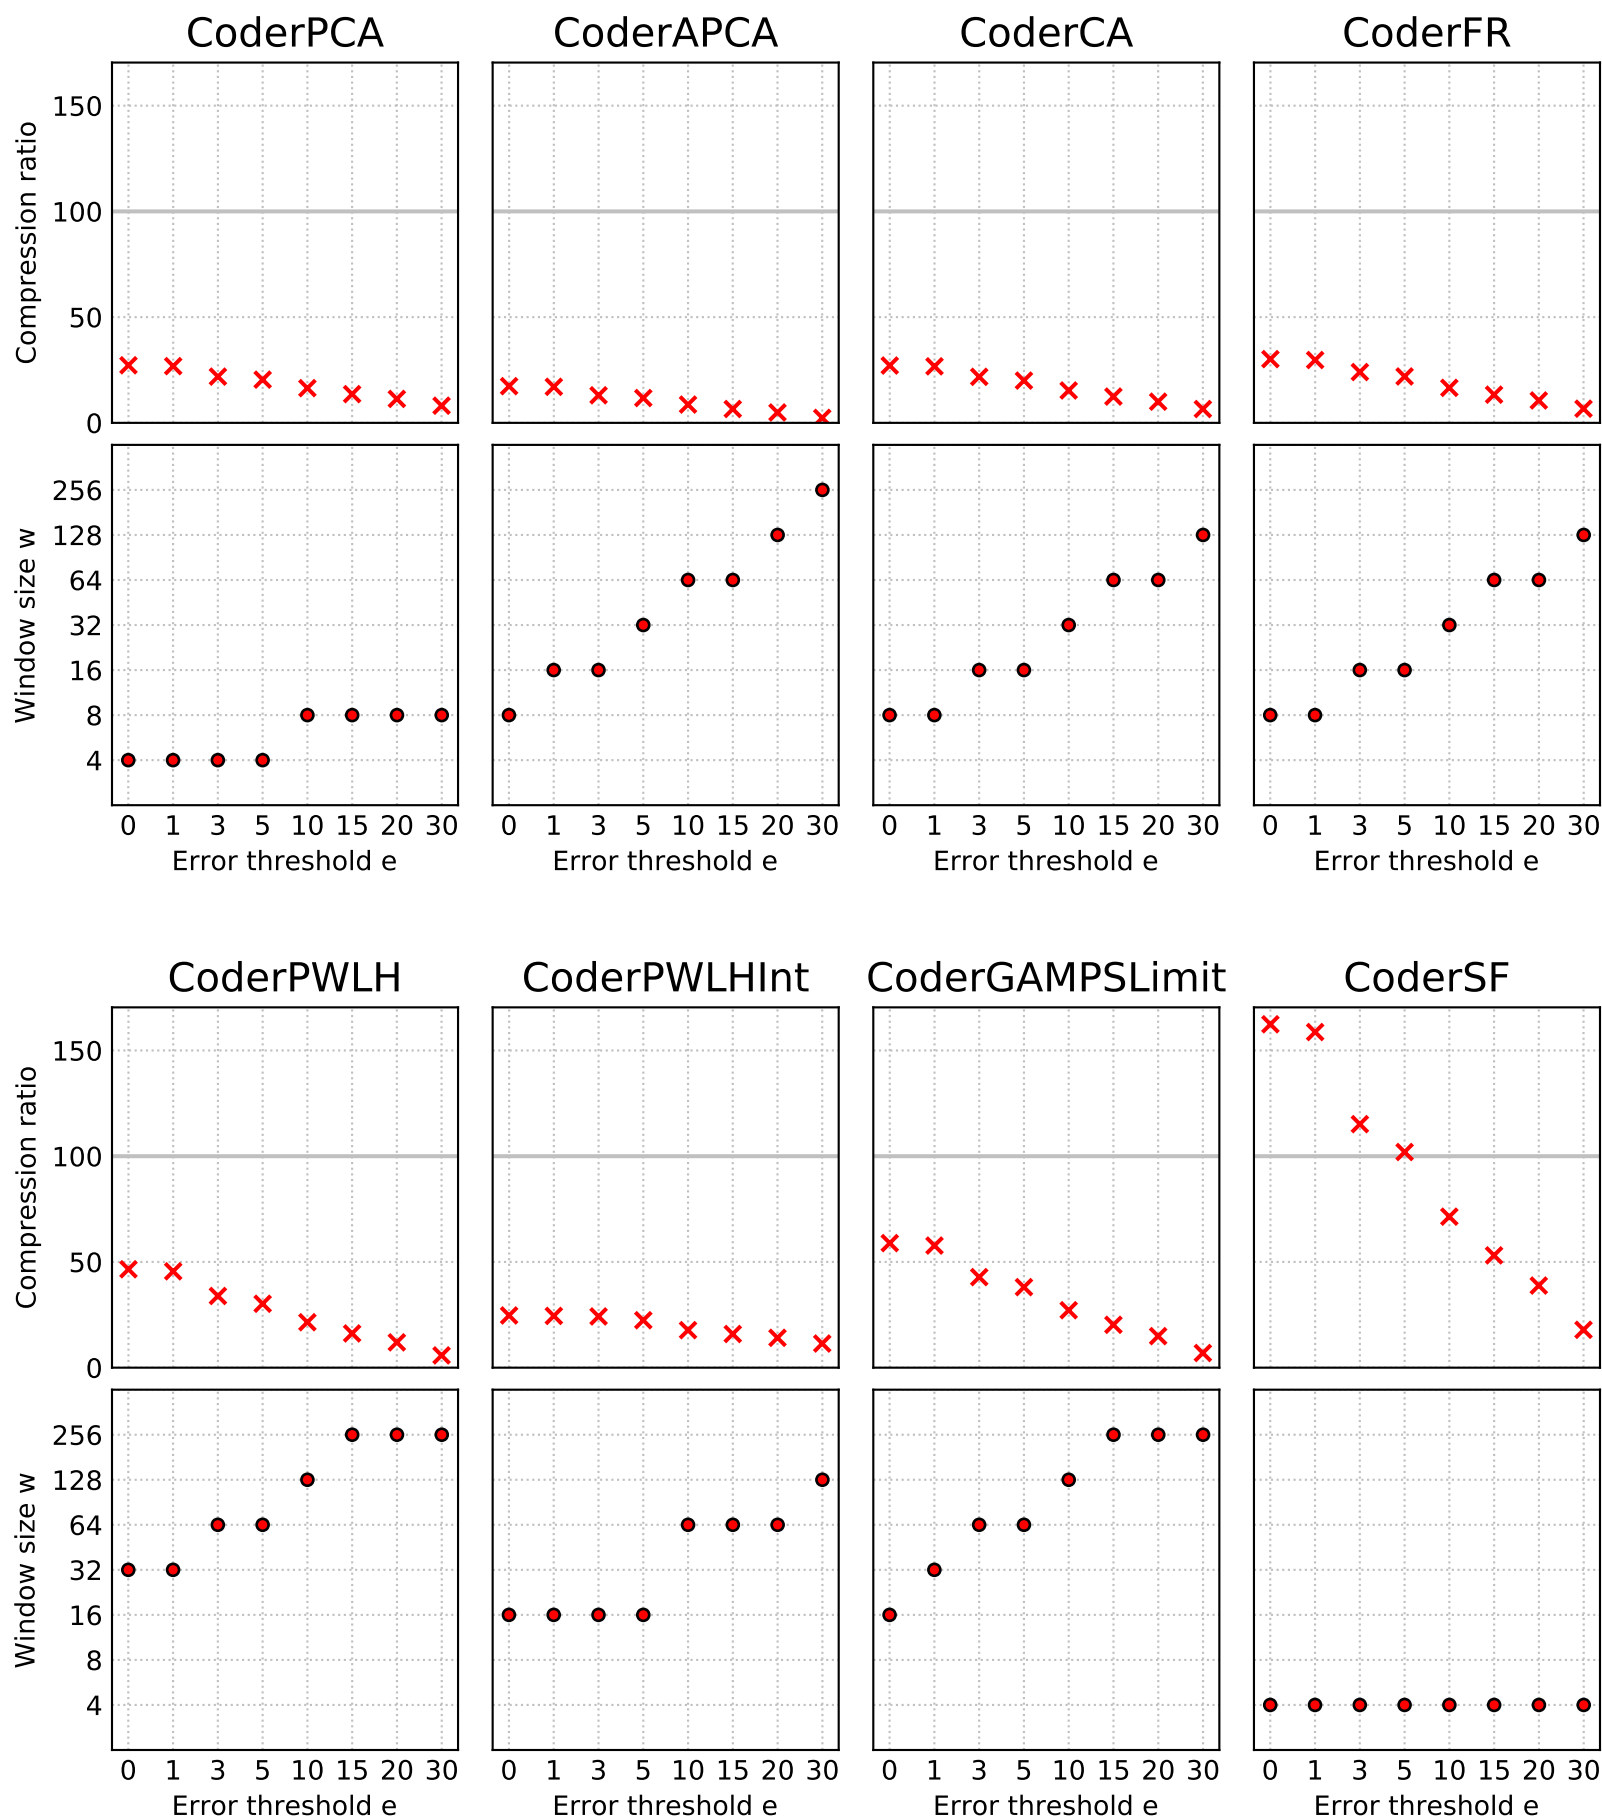 CoderPCA CoderAPCA CoderCA CoderFR
Compression ratio
150
100
50
0
Window size w
256
128
64
32
16
8
4
0 1 3 5 10 15 20 30 0 1 3 5 10 15 20 30 0 1 3 5 10 15 20 30 0 1 3 5 10 15 20 30
Error threshold e Error threshold e Error threshold e Error threshold e
CoderPWLH CoderPWLHInt CoderGAMPSLimit CoderSF
Compression ratio
150
100
50
0
Window size w
256
128
64
32
16
8
4
0 1 3 5 10 15 20 30 0 1 3 5 10 15 20 30 0 1 3 5 10 15 20 30 0 1 3 5 10 15 20 30
Error threshold e Error threshold e Error threshold e Error threshold e